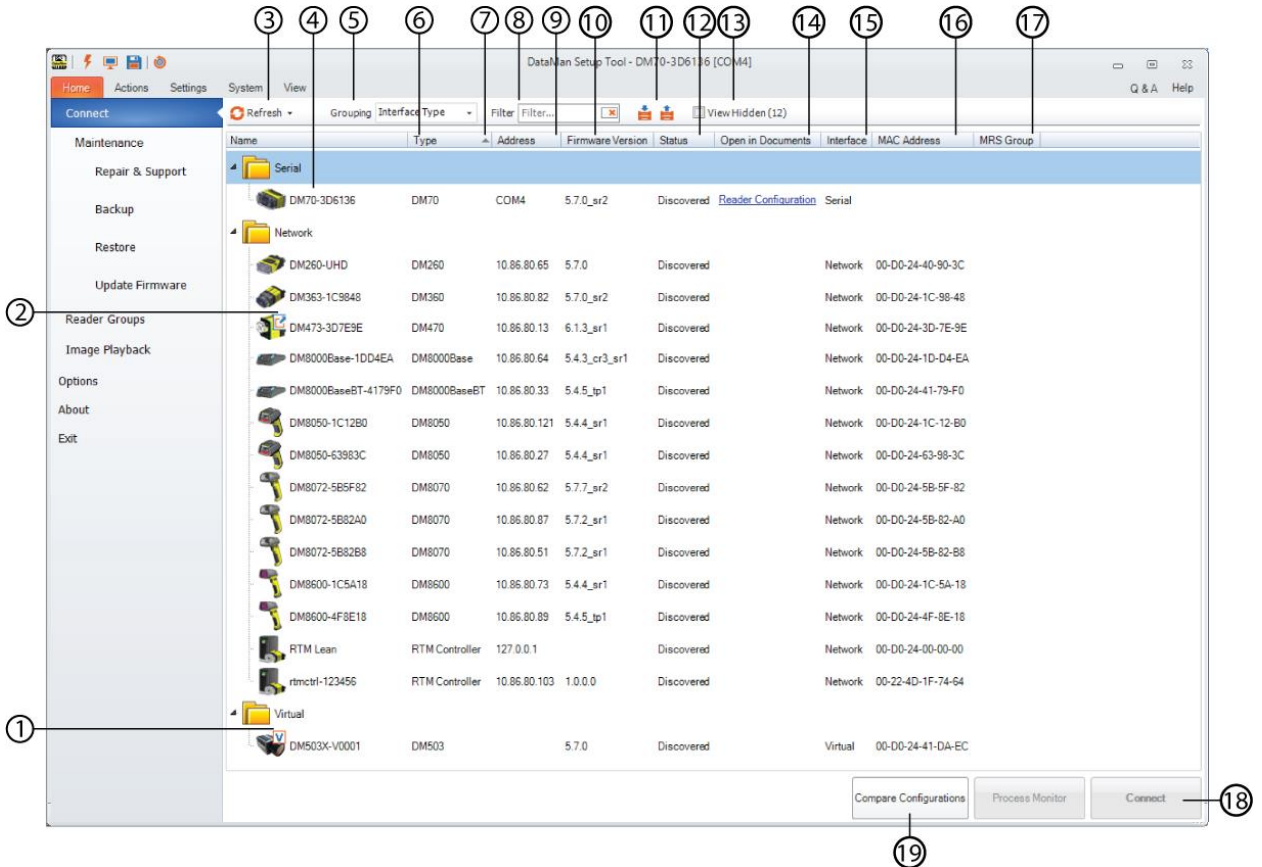 3 4 5 6 7 8 9 10 11 12 13 14 15 16 17
DataMan Setup Tool - DM70-3D6136 [COM4]
Home Actions Settings System View Q & A Help
Connect Refresh Grouping Interface Type Filter Filter... View Hidden (12)
Maintenance Name Type Address Firmware Version Status Open in Documents Interface MAC Address MRS Group
Repair & Support Serial
Backup DM70-3D6136 DM70 COM4 5.7.0_sr2 Discovered Reader Configuration Serial
Restore Network
Update Firmware DM260-UHD DM260 10.86.80.65 5.7.0 Discovered Network 00-D0-24-40-90-3C
DM363-1C9848 DM360 10.86.80.82 5.7.0_sr2 Discovered Network 00-D0-24-1C-98-48
2 Reader Groups DM473-3D7E9E DM470 10.86.80.13 6.1.3_sr1 Discovered Network 00-D0-24-3D-7E-9E
Image Playback DM8000Base-1DD4EA DM8000Base 10.86.80.64 5.4.3_cr3_sr1 Discovered Network 00-D0-24-1D-D4-EA
Options DM8000BaseBT-4179F0 DM8000BaseBT 10.86.80.33 5.4.5_tp1 Discovered Network 00-D0-24-41-79-F0
About DM8050-1C12B0 DM8050 10.86.80.121 5.4.4_sr1 Discovered Network 00-D0-24-1C-12-B0
Exit DM8050-63983C DM8050 10.86.80.27 5.4.4_sr1 Discovered Network 00-D0-24-63-98-3C
DM8072-5B5F82 DM8070 10.86.80.62 5.7.7_sr2 Discovered Network 00-D0-24-5B-5F-82
DM8072-5B82A0 DM8070 10.86.80.87 5.7.2_sr1 Discovered Network 00-D0-24-5B-82-A0
DM8072-5B82B8 DM8070 10.86.80.51 5.7.2_sr1 Discovered Network 00-D0-24-5B-82-B8
DM8600-1C5A18 DM8600 10.86.80.73 5.4.4_sr1 Discovered Network 00-D0-24-1C-5A-18
DM8600-4F8E18 DM8600 10.86.80.89 5.4.5_tp1 Discovered Network 00-D0-24-4F-8E-18
RTM Lean RTM Controller 127.0.0.1 Discovered Network 00-D0-24-00-00-00
rtmctrl-123456 RTM Controller 10.86.80.103 1.0.0.0 Discovered Network 00-22-4D-1F-74-64
1 Virtual
V DM503X-V0001 DM503 5.7.0 Discovered Virtual 00-D0-24-41-DA-EC
Compare Configurations Process Monitor Connect 18
19